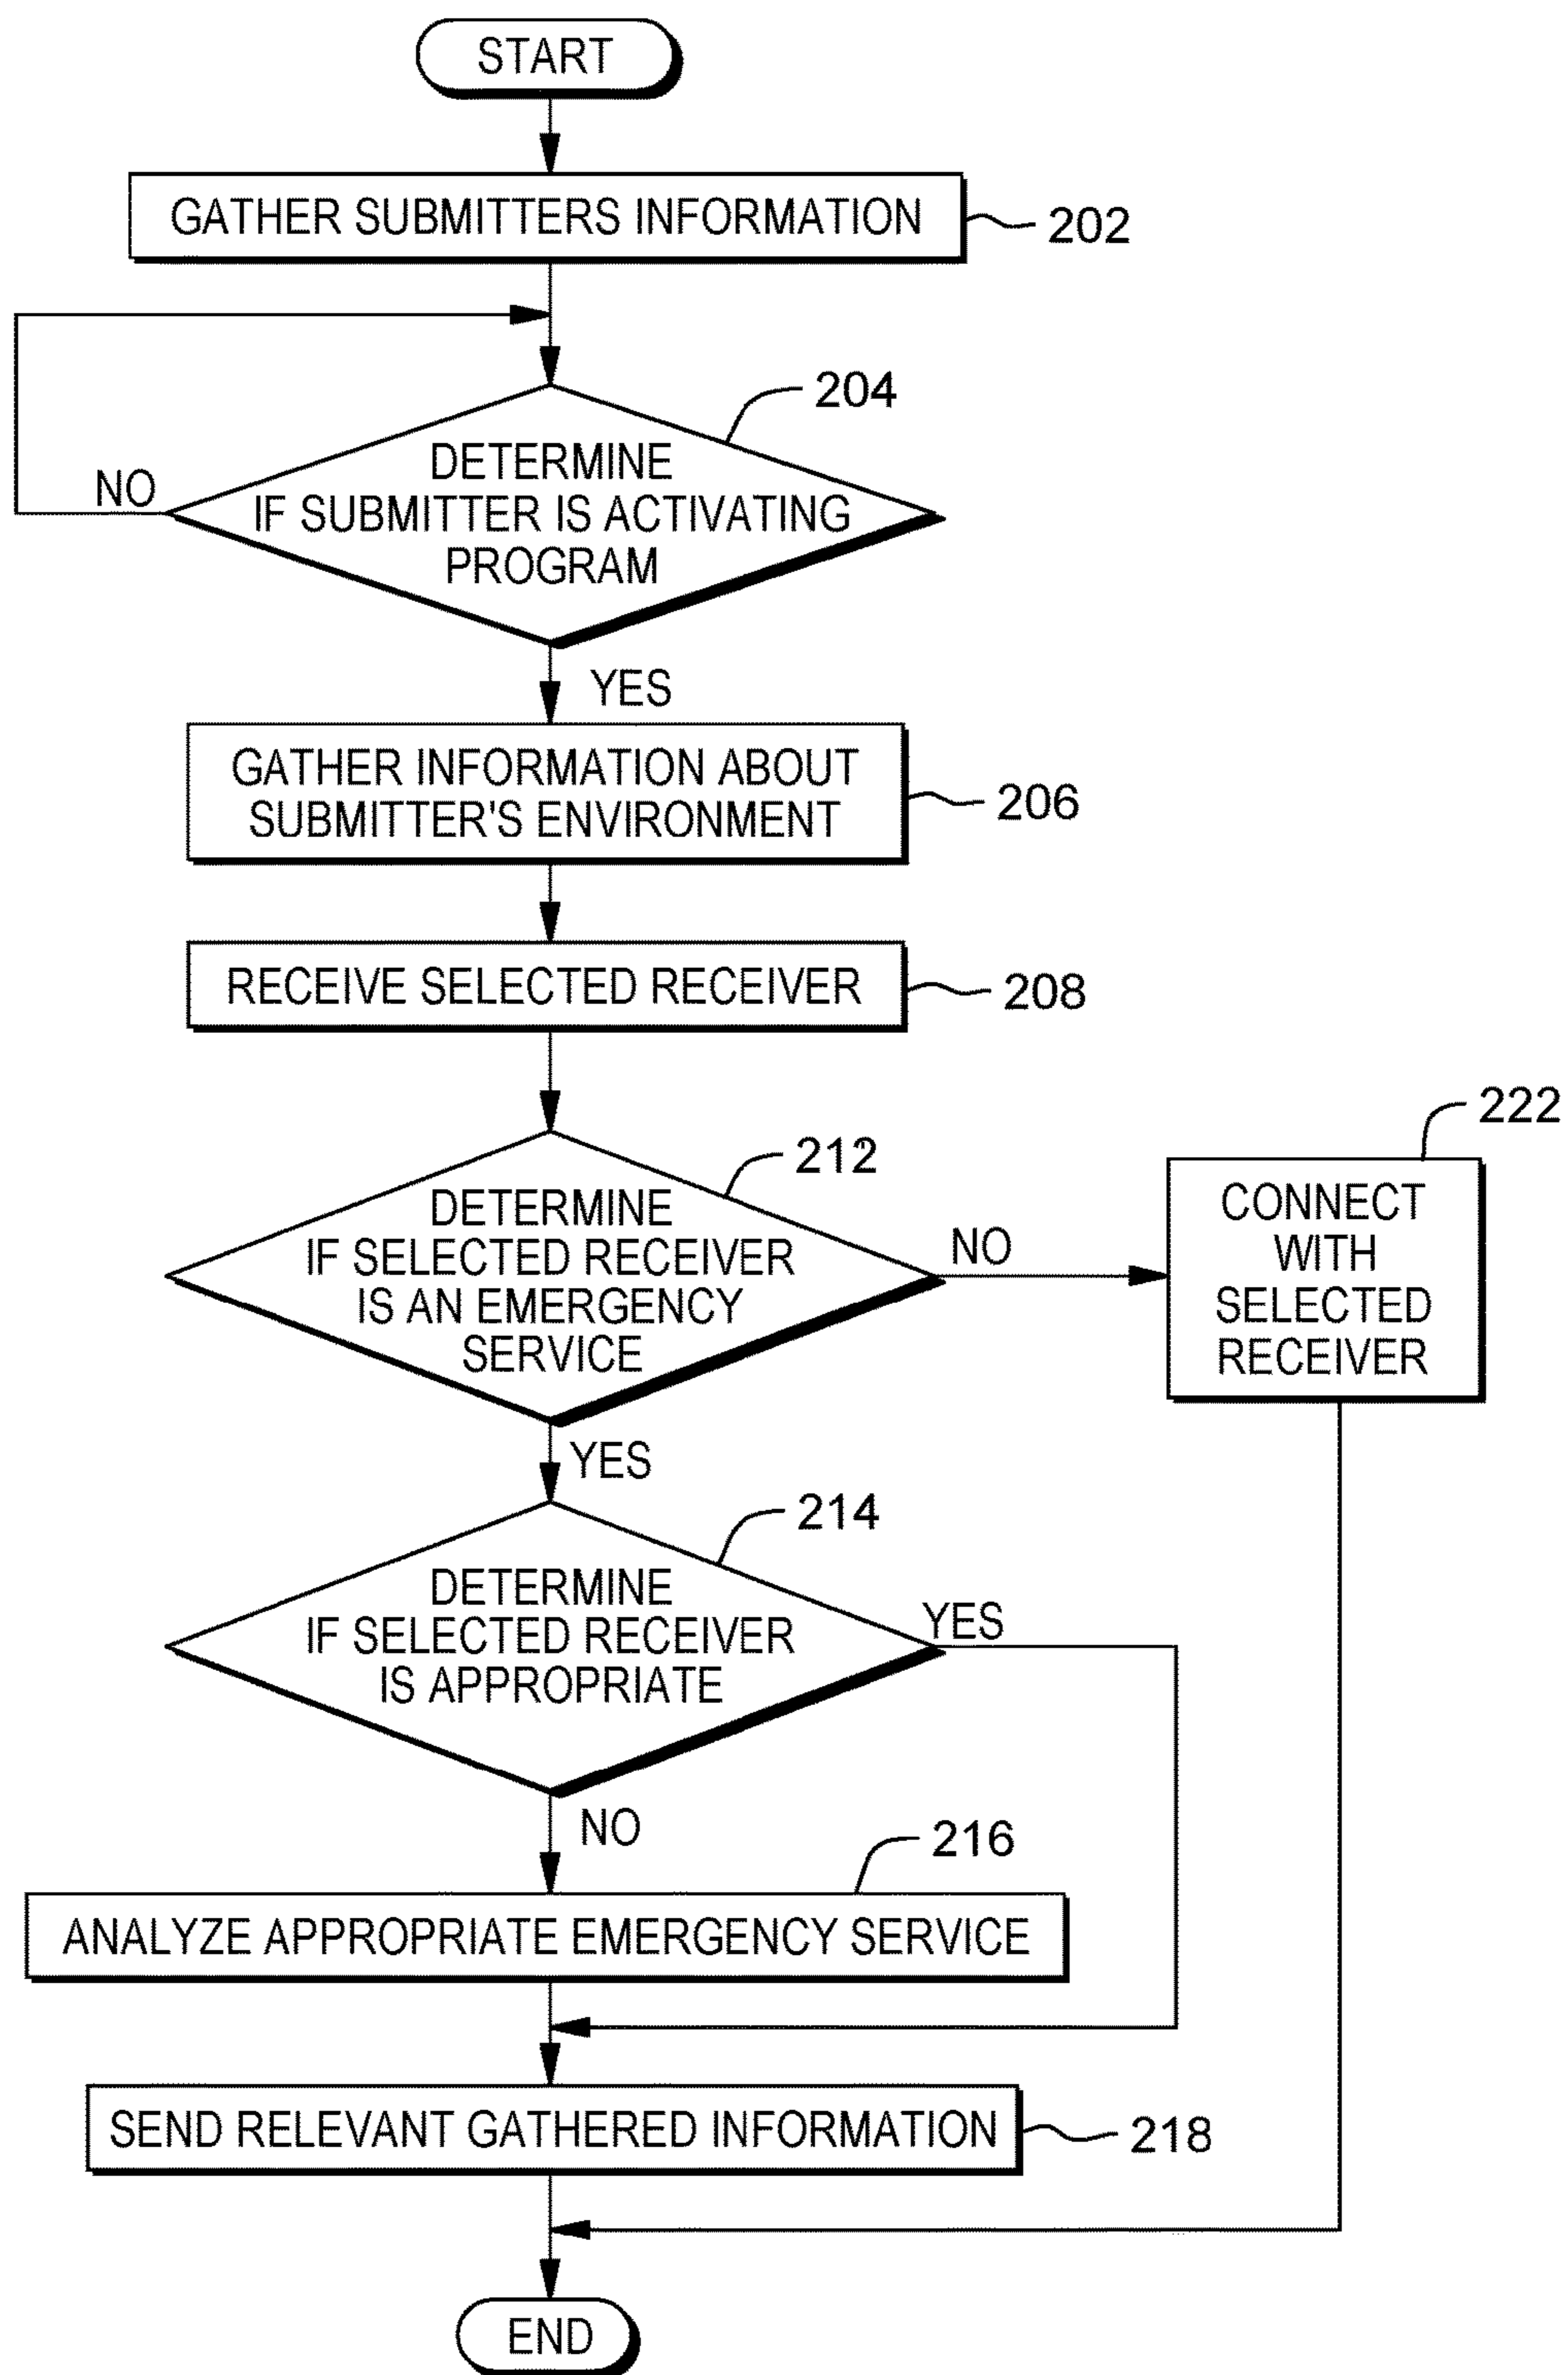 START
GATHER SUBMITTERS INFORMATION
202
204
DETERMINE
IF SUBMITTER IS ACTIVATING
PROGRAM
NO
YES
GATHER INFORMATION ABOUT
SUBMITTER'S ENVIRONMENT
206
RECEIVE SELECTED RECEIVER
208
212
DETERMINE
IF SELECTED RECEIVER
IS AN EMERGENCY
SERVICE
NO
222
CONNECT
WITH
SELECTED
RECEIVER
YES
214
DETERMINE
IF SELECTED RECEIVER
IS APPROPRIATE
YES
NO
216
ANALYZE APPROPRIATE EMERGENCY SERVICE
SEND RELEVANT GATHERED INFORMATION
218
END